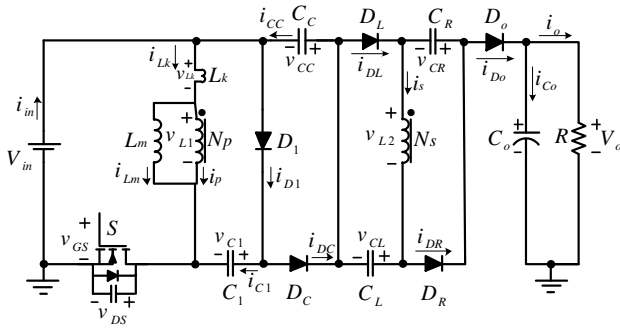 i_CC C_C D_L C_R D_o i_o
− + − +
i_Lk + v_CC i_DL v_CR i_Do
v_Lk L_k i_s i_Co
i_in −
L_m v_L1 N_p D_1 + v_L2 N_s
+ V_in − + C_o − R + V_o −
i_Lm i_p i_D1
+ S
v_GS − v_C1 + i_DC v_CL + i_DR
− v_DS + C_1 i_C1 D_C C_L D_R